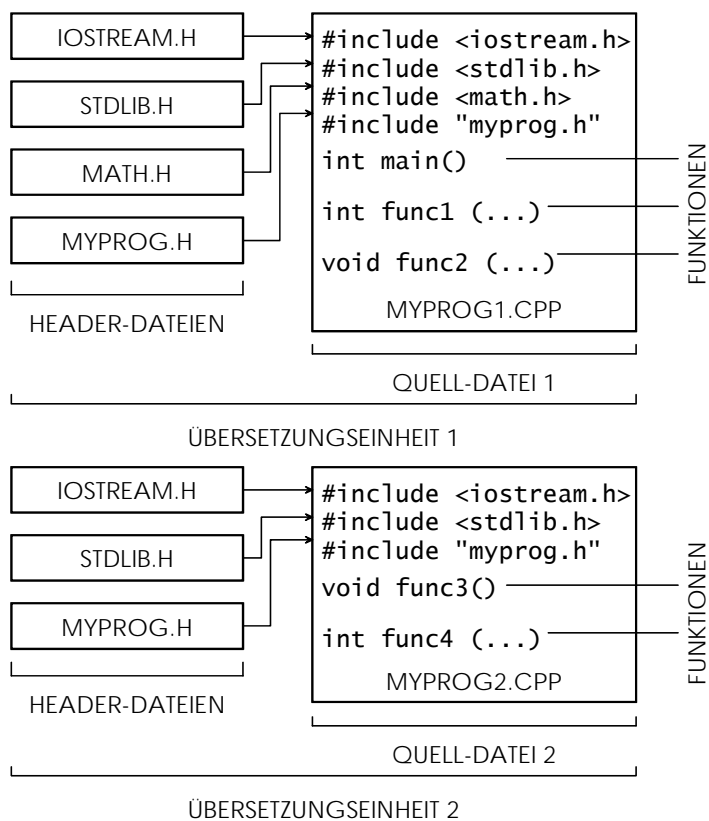 IOSTREAM.H
STDLIB.H
MATH.H
MYPROG.H
HEADER-DATEIEN
#include <iostream.h>
#include <stdlib.h>
#include <math.h>
#include "myprog.h"
int main()
int func1 (...)
void func2 (...)
MYPROG1.CPP
FUNKTIONEN
QUELL-DATEI 1
ÜBERSETZUNGSEINHEIT 1
IOSTREAM.H
STDLIB.H
MYPROG.H
HEADER-DATEIEN
#include <iostream.h>
#include <stdlib.h>
#include "myprog.h"
void func3()
int func4 (...)
MYPROG2.CPP
FUNKTIONEN
QUELL-DATEI 2
ÜBERSETZUNGSEINHEIT 2